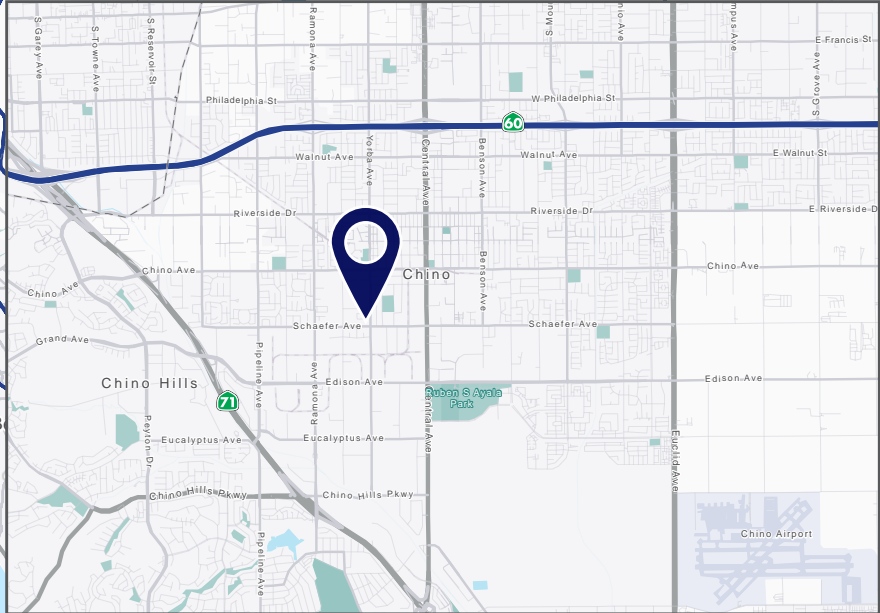 S Garey Ave
S Towne Ave
S Reservoir St
Ramona Ave
E Francis St
S Grove Ave
Philadelphia St
W Philadelphia St
60
Walnut Ave
Yorba Ave
Central Ave
Benson Ave
Walnut Ave
E Walnut St
Riverside Dr
Riverside Dr
E Riverside D
Chino Ave
Chino
Benson Ave
Chino Ave
Chino Ave
Schaefer Ave
Schaefer Ave
Grand Ave
Pipeline Ave
Ramona Ave
Chino Hills
Edison Ave
Edison Ave
71
Ruben S Ayala
Park
Central Ave
Peyton Dr
Eucalyptus Ave
Eucalyptus Ave
Euclid Ave
Chino Hills Pkwy
Chino Hills Pkwy
Pipeline Ave
Chino Airport